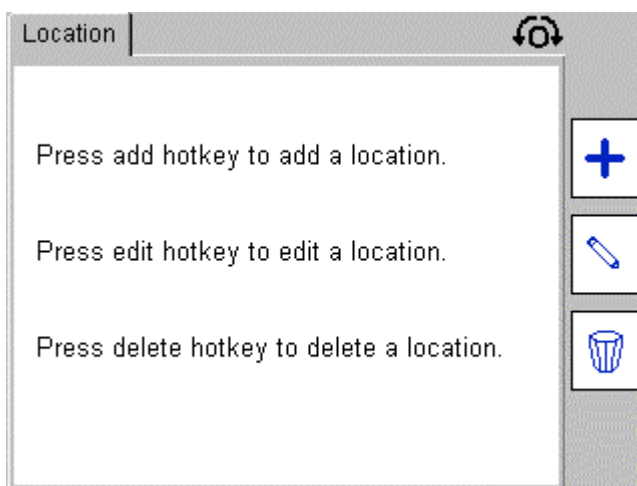 Location
Press add hotkey to add a location.
Press edit hotkey to edit a location.
Press delete hotkey to delete a location.